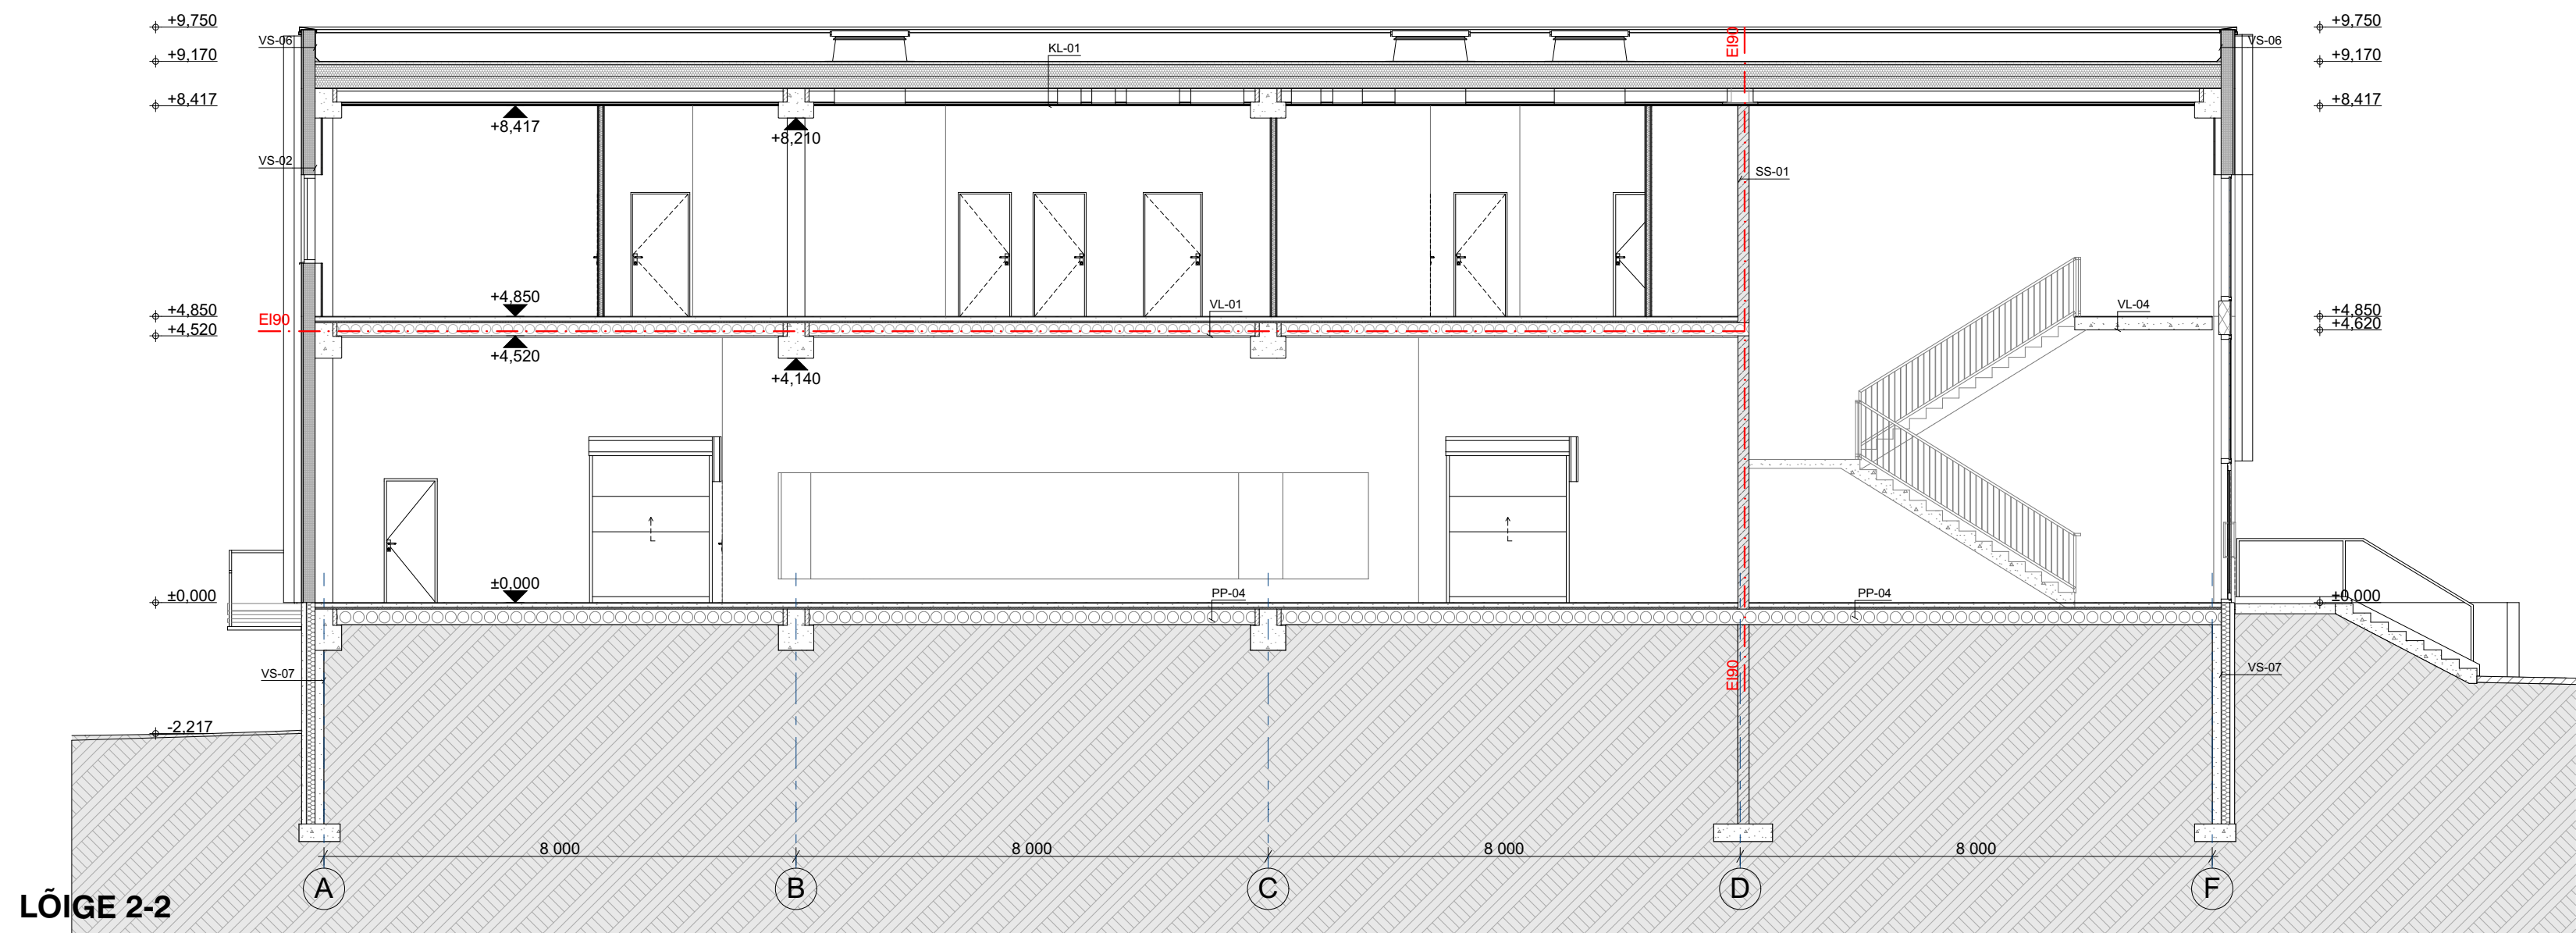 +9,750
+9,750
VS-06
EI90
VS-06
KL-01
+9,170
+9,170
+8,417
+8,417
+8,417
+8,210
VS-02
SS-01
+4,850
VL-01
VL-04
+4,850
+4,850
EI90
+4,520
+4,620
+4,520
+4,140
L
L
±0,000
±0,000
PP-04
PP-04
±0,000
VS-07
EI90
VS-07
-2,217
8 000
8 000
8 000
8 000
A
B
C
D
F
LÕIGE 2-2